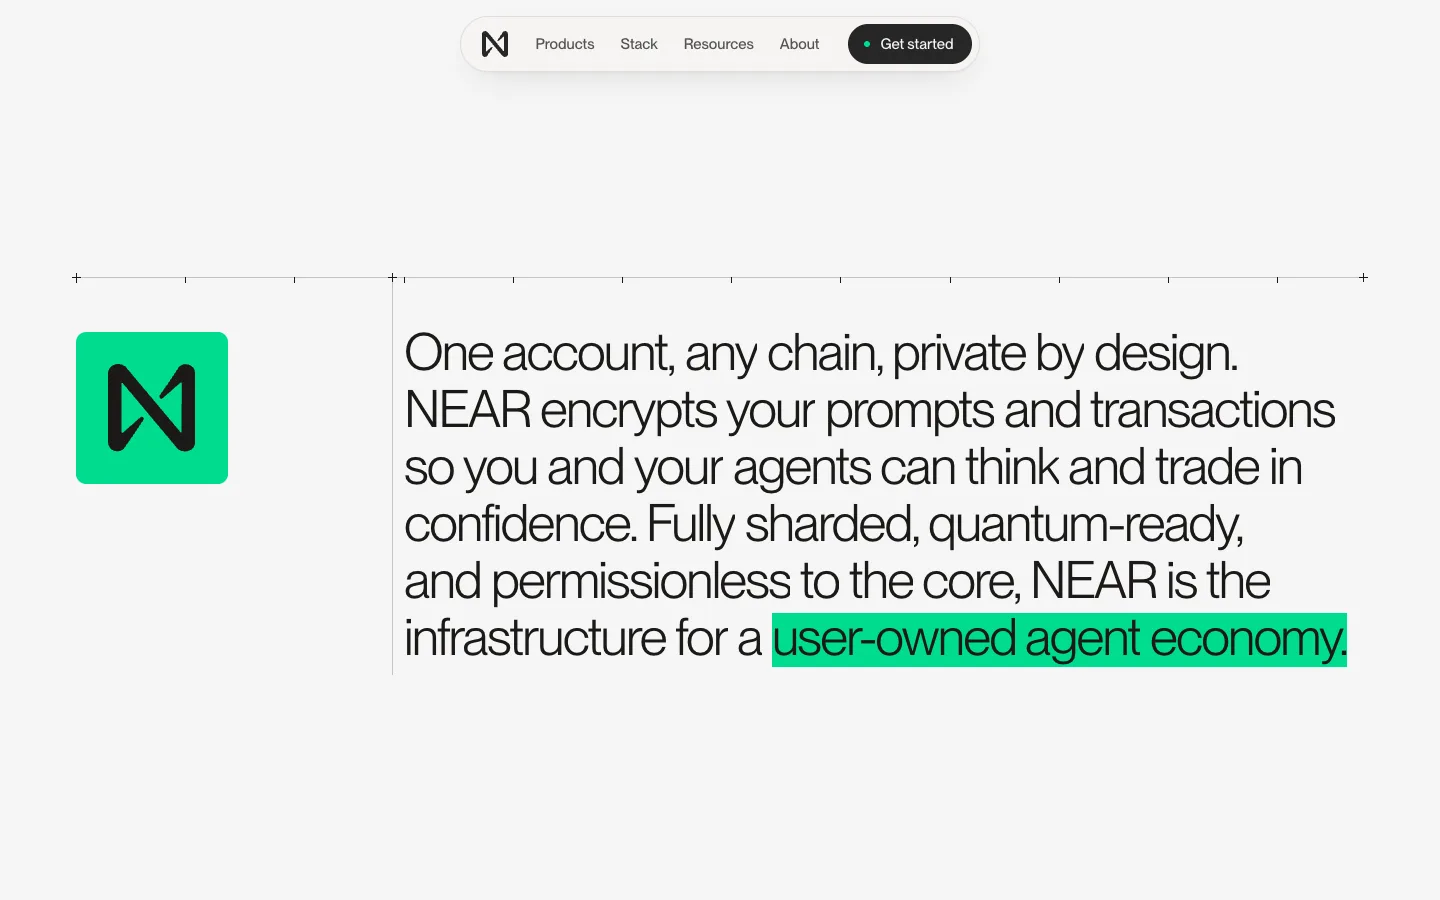 Products
Stack
Resources
About
Get started
One account, any chain, private by design.
NEAR encrypts your prompts and transactions
so you and your agents can think and trade in
confidence. Fully sharded, quantum-ready,
and permissionless to the core, NEAR is the
infrastructure for a user-owned agent economy.